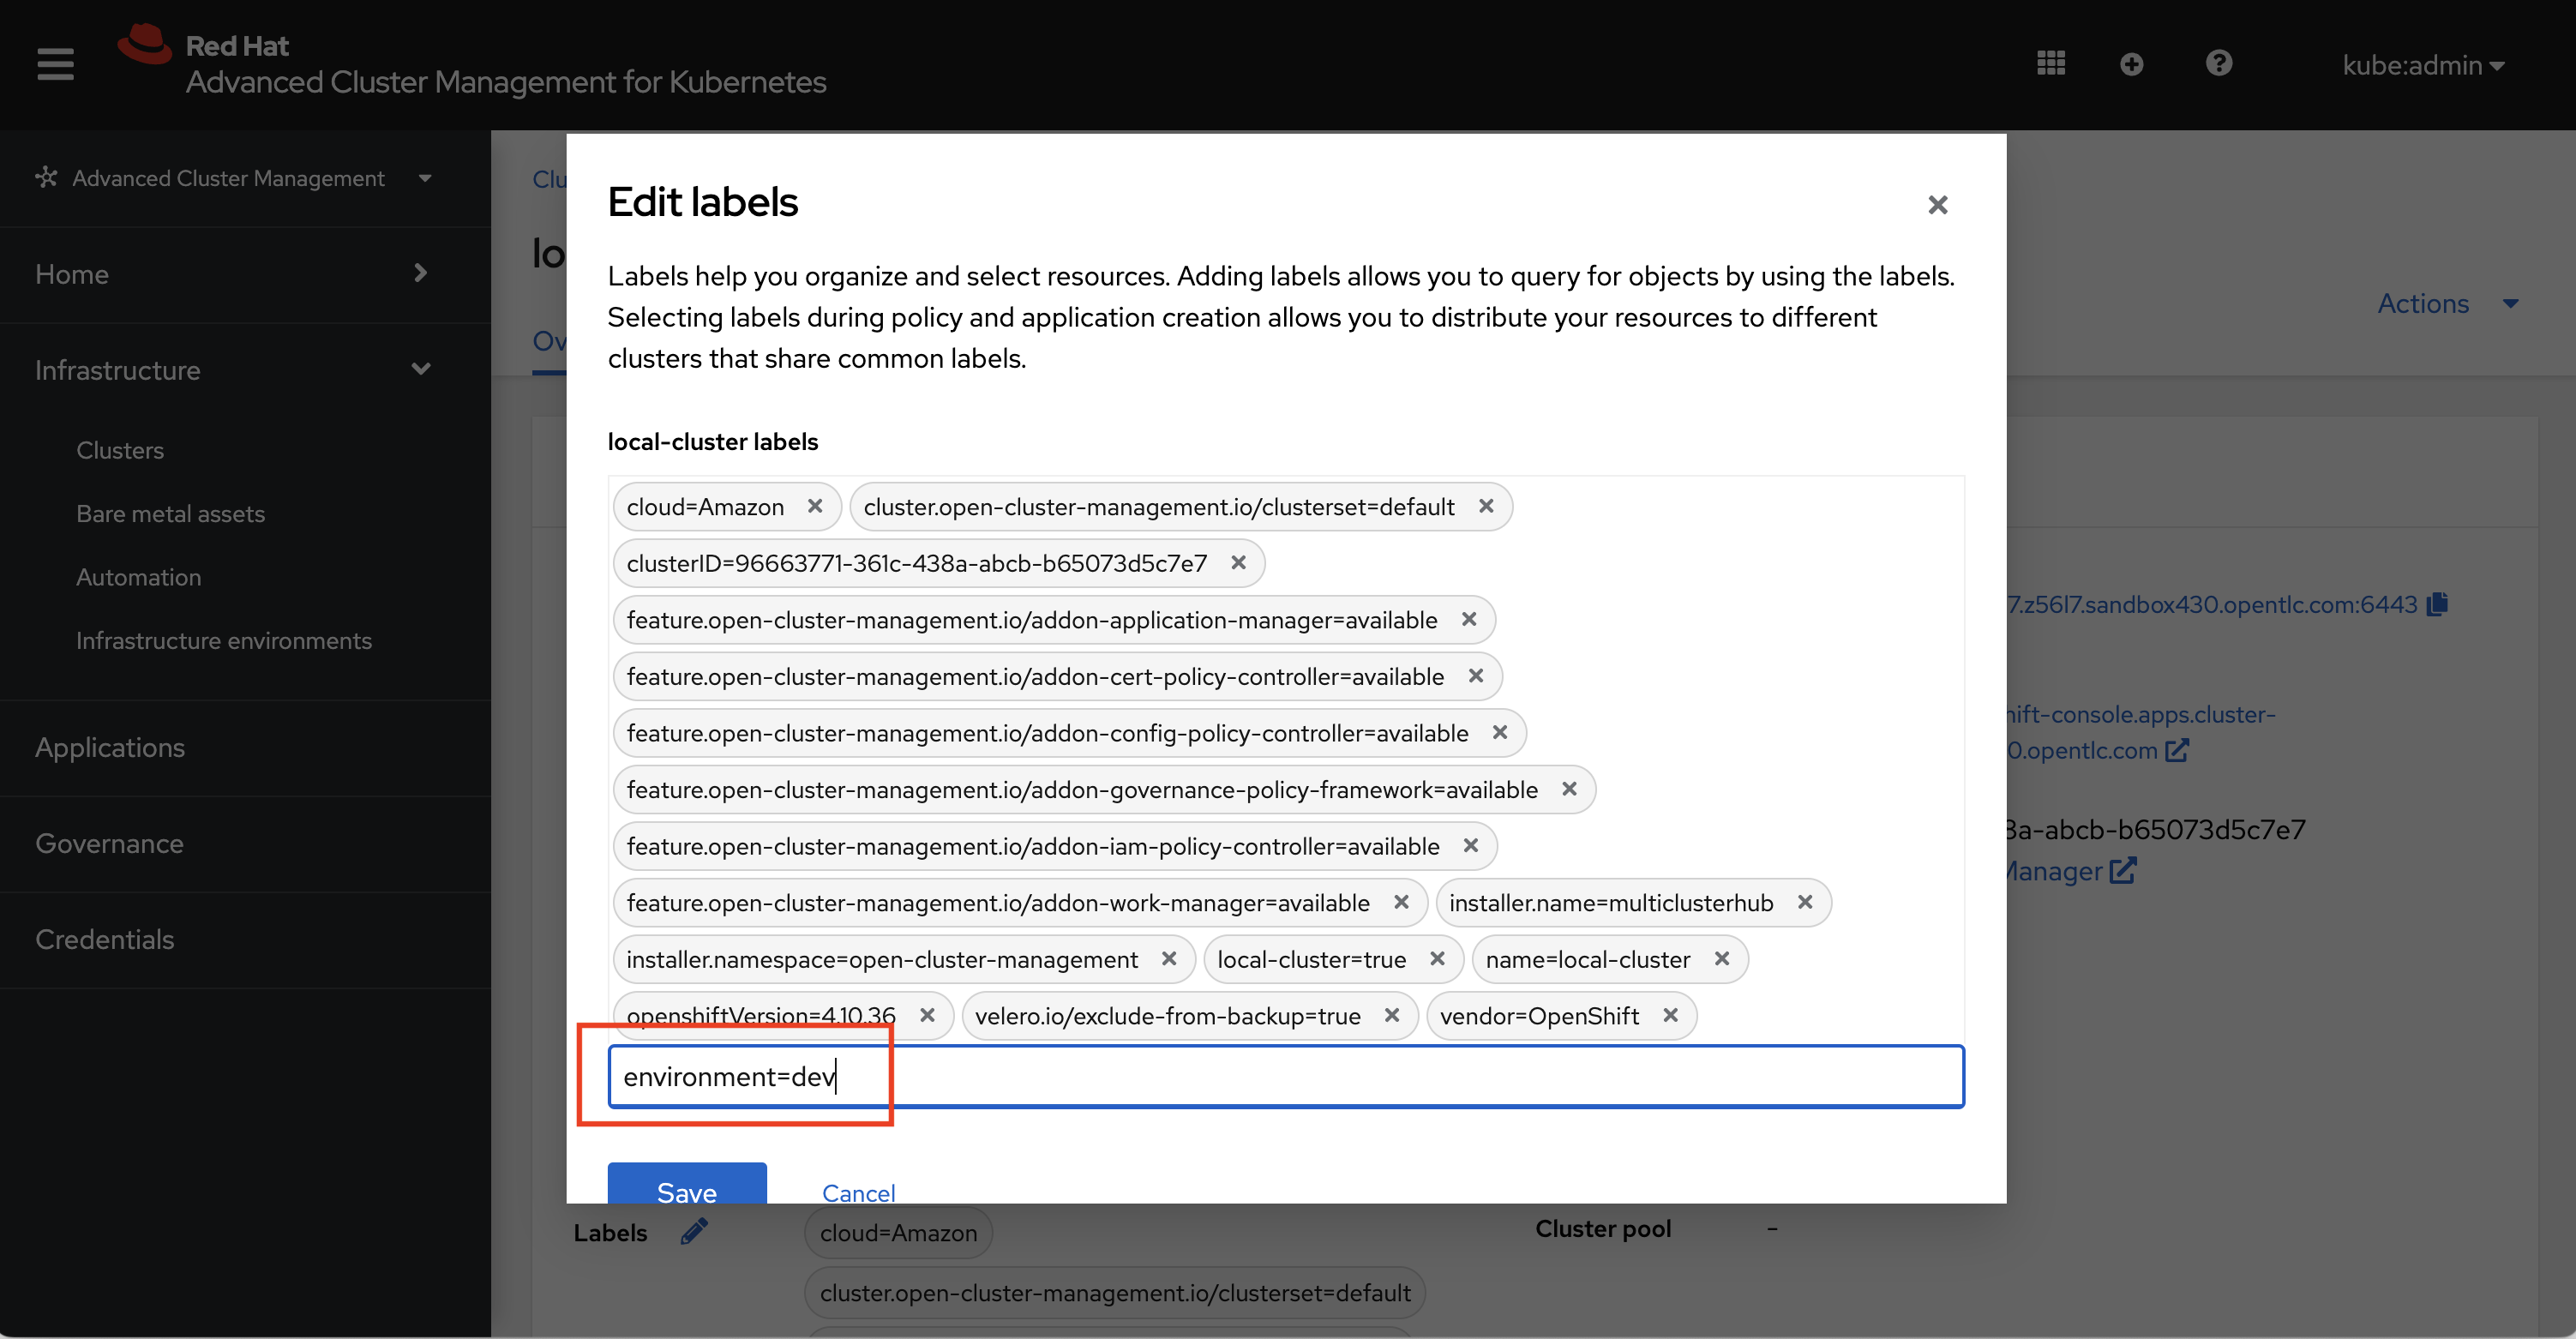 Red Hat
Advanced Cluster Management for Kubernetes
kube:admin
Advanced Cluster Management
Home
Infrastructure
Clusters
Bare metal assets
Automation
Infrastructure environments
Applications
Governance
Credentials
Actions
Edit labels
Labels help you organize and select resources. Adding labels allows you to query for objects by using the labels.
Selecting labels during policy and application creation allows you to distribute your resources to different
clusters that share common labels.
local-cluster labels
cloud=Amazon cluster.open-cluster-management.io/clusterset=default
clusterID=96663771-361c-438a-abcb-b65073d5c7e7
feature.open-cluster-management.io/addon-application-manager=available
feature.open-cluster-management.io/addon-cert-policy-controller=available
feature.open-cluster-management.io/addon-config-policy-controller=available
feature.open-cluster-management.io/addon-governance-policy-framework=available
feature.open-cluster-management.io/addon-iam-policy-controller=available
feature.open-cluster-management.io/addon-work-manager=available installer.name=multiclusterhub
installer.namespace=open-cluster-management local-cluster=true name=local-cluster
openshiftVersion=4.10.36 velero.io/exclude-from-backup=true vendor=OpenShift
environment=dev
Save Cancel
7.z56l7.sandbox430.opentlc.com:6443
ift-console.apps.cluster-
0.opentlc.com
a-abcb-b65073d5c7e7
Manager
Labels cloud=Amazon
cluster.open-cluster-management.io/clusterset=default
Cluster pool -